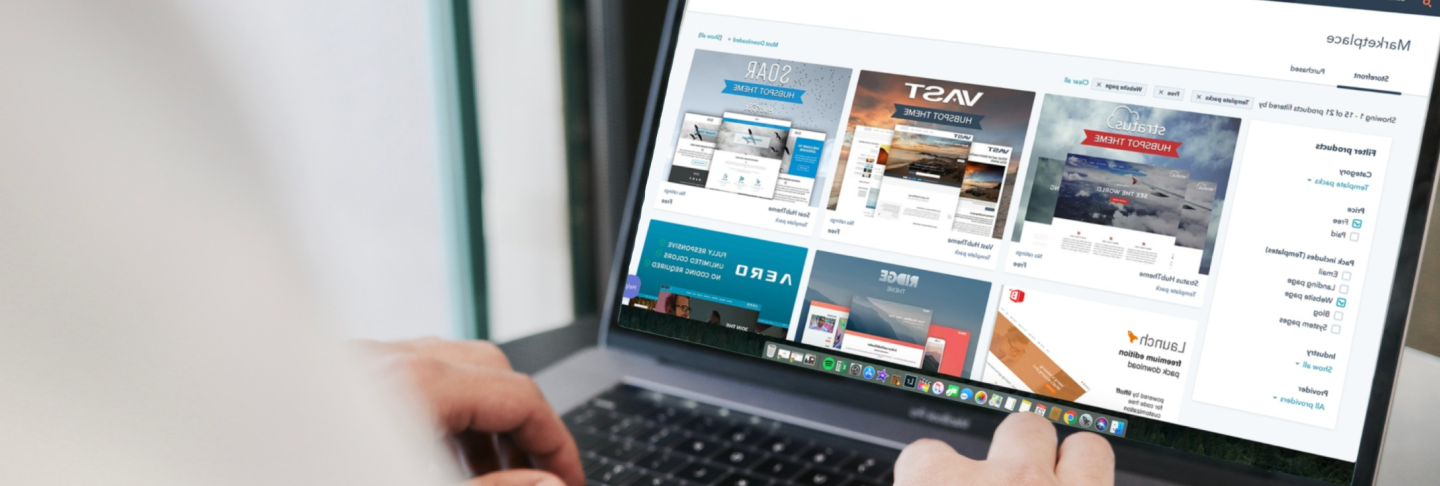 Marketplace
Storefront
Purchased
Showing 1 - 15 of 21 products filtered by
Template packs ×
Free ×
Website page ×
Clear all
Most Downloaded
Filter products
Category
Template packs
Price
Free
Paid
Pack includes (Templates)
Email
Landing page
Website page
Blog
System pages
Industry
Show all
Provider
All providers
stratus
HUBSPOT THEME
SEE THE WORLD
Stratus HubTheme
Template pack
No ratings
Free
VAST
HUBSPOT THEME
VAST
Vast HubTheme
Template pack
No ratings
Free
SOAR
HUBSPOT THEME
Soar HubTheme
Template pack
No ratings
Free
Launch
freemium edition
pack download
powered by
for code free
customization
RIDGE
THEME
AERO
FULLY RESPONSIVE
UNLIMITED COLORS
NO CODING REQUIRED
JOIN THE
Help